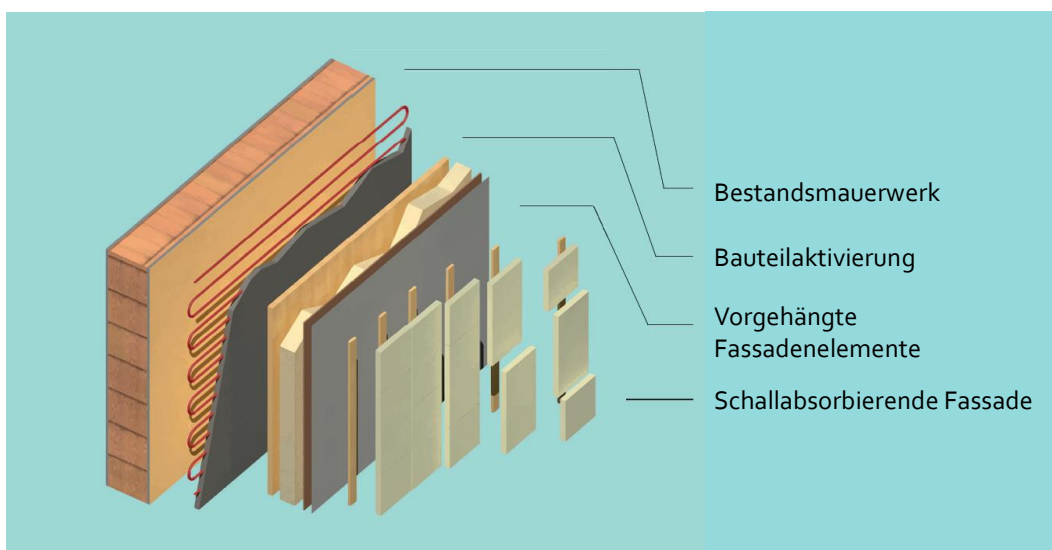 Bestandsmauerwerk
Bauteilaktivierung
Vorgehängte
Fassadenelemente
Schallabsorbierende Fassade